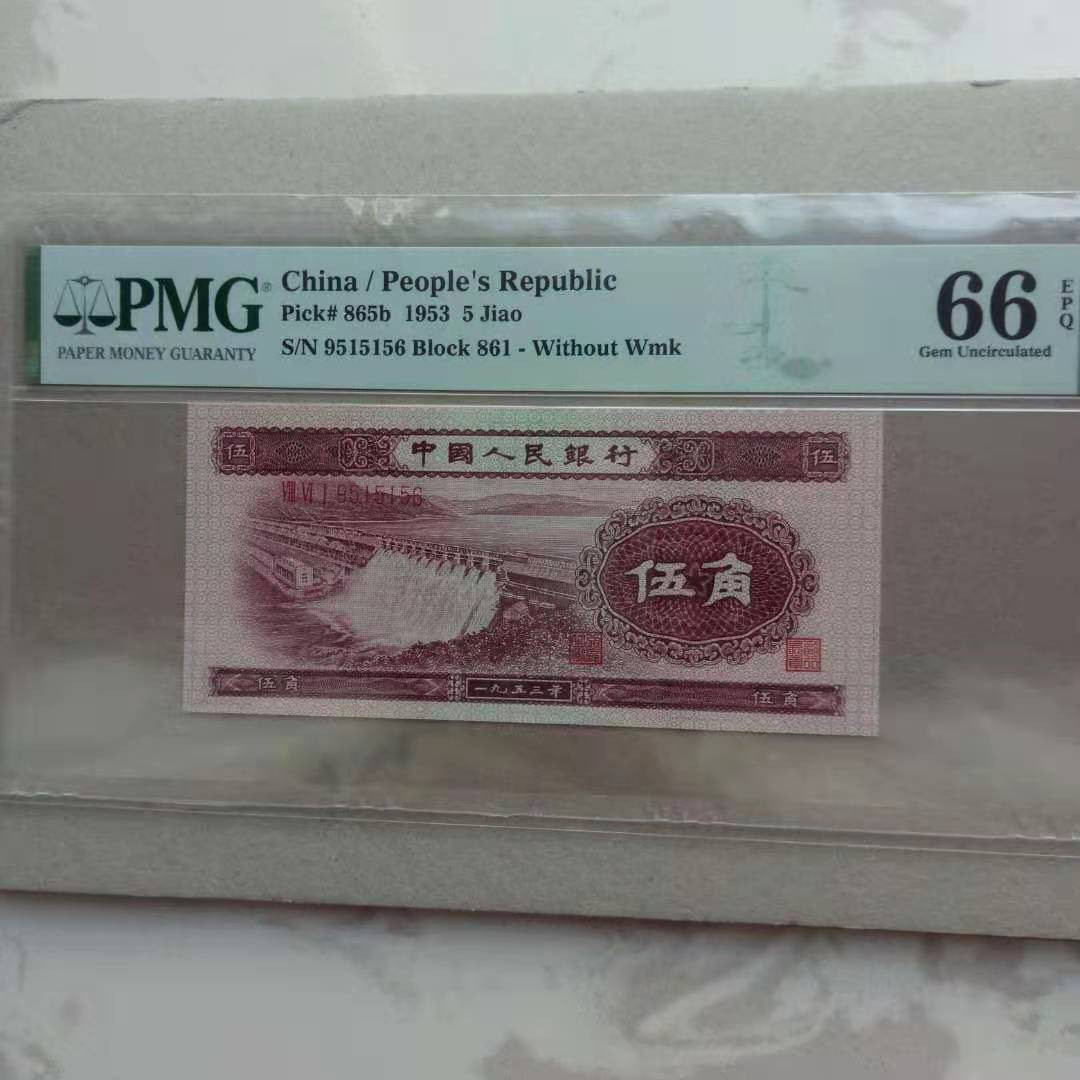 PMG®
PAPER MONEY GUARANTY
China / People's Republic
Pick# 865b 1953 5 Jiao
S/N 9515156 Block 861 - Without Wmk
66
EPQ
Gem Uncirculated
伍
中國人民銀行
伍
VIII VI I 9515156
伍角
伍角
一九五三年
伍角